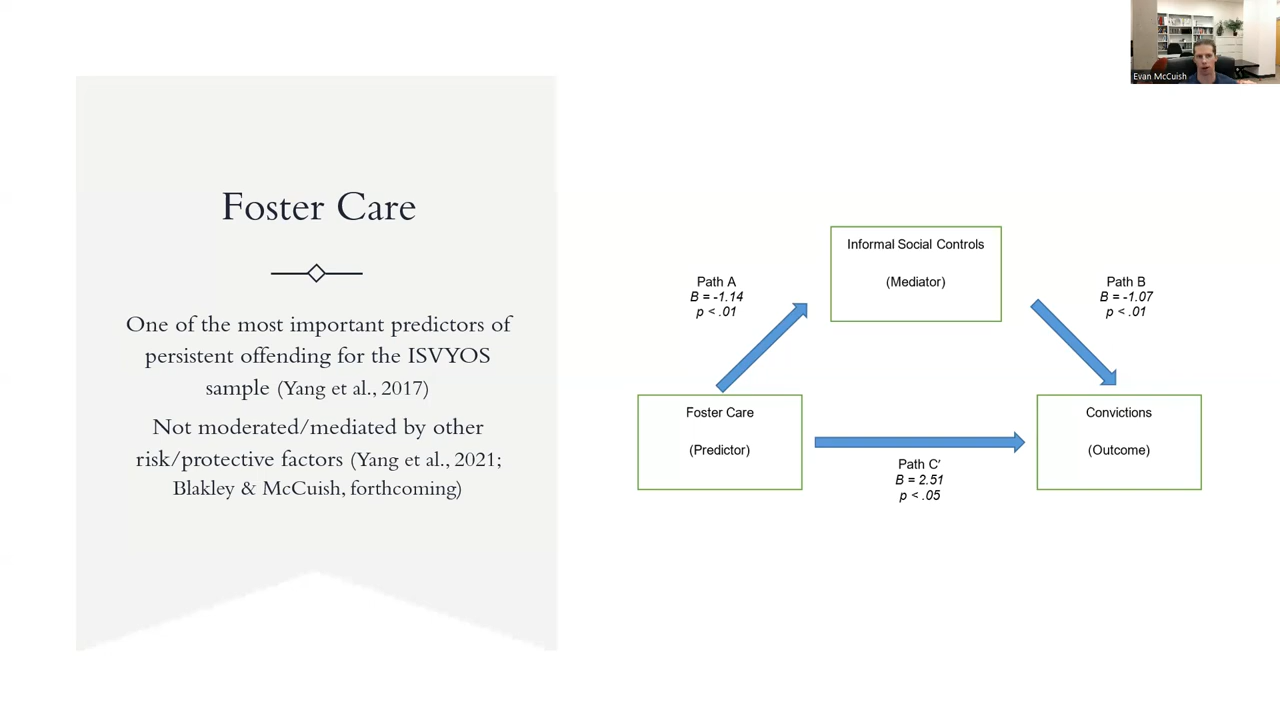 Evan McCuish
Foster Care
One of the most important predictors of
persistent offending for the ISVYOS
sample (Yang et al., 2017)
Not moderated/mediated by other
risk/protective factors (Yang et al., 2021;
Blakley & McCuish, forthcoming)
Informal Social Controls
(Mediator)
Path A
B = -1.14
p < .01
Path B
B = -1.07
p < .01
Foster Care
(Predictor)
Convictions
(Outcome)
Path C′
B = 2.51
p < .05